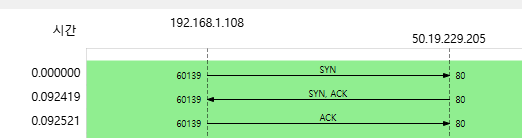 시간
192.168.1.108
50.19.229.205
0.000000 60139 SYN 80
0.092419 60139 SYN, ACK 80
0.092521 60139 ACK 80